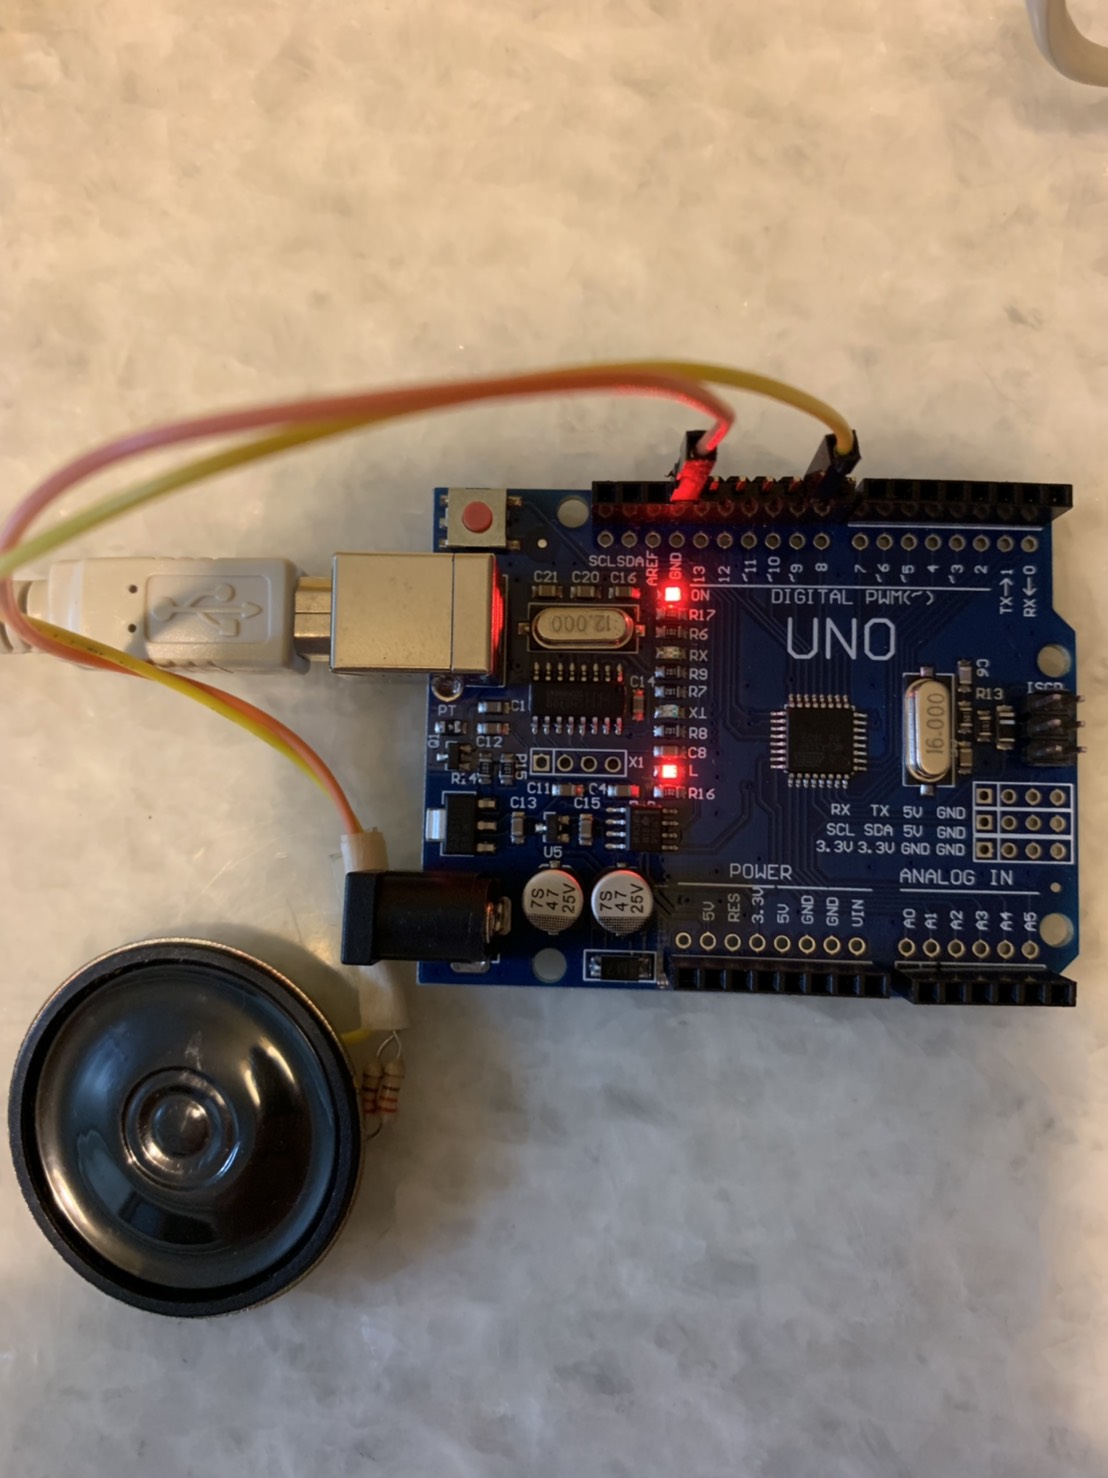 SCL SDA AREF GND 13 12 ~11 ~10 ~9 8 7 ~6 ~5 4 ~3 2 TX→1 RX←0
DIGITAL PWM(~)
UNO
C21 C20 C16
ON
R17
R6
RX
R9
R7
TX
R8
C8
L
R16
12.000
C14
C1
PT
C12
R14
X1
C11 C4
C13 C15
U5
7S
47
25V
7S
47
25V
C6
R13
ICSP
16.000
RX TX 5V GND
SCL SDA 5V GND
3.3V 3.3V GND GND
POWER
5V RES 3.3V 5V GND GND VIN
ANALOG IN
A0 A1 A2 A3 A4 A5